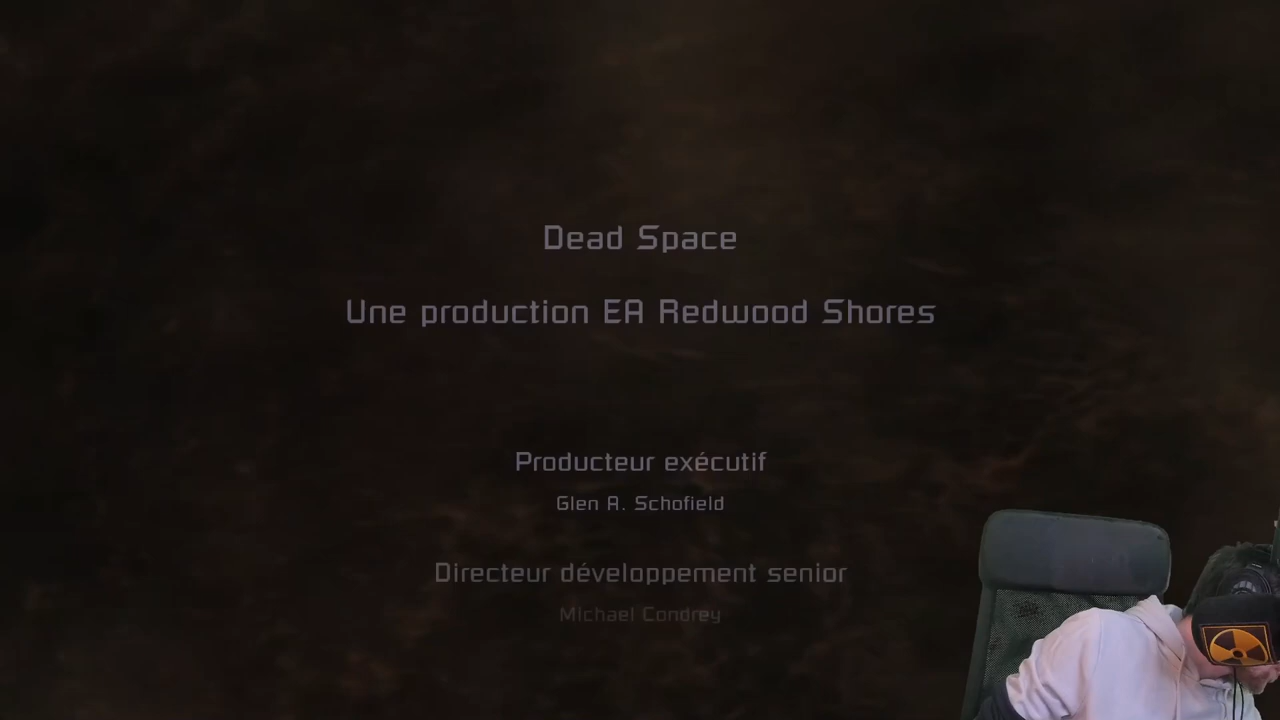 Dead Space
Une production EA Redwood Shores
Producteur exécutif
Glen A. Schofield
Directeur développement senior
Michael Condrey